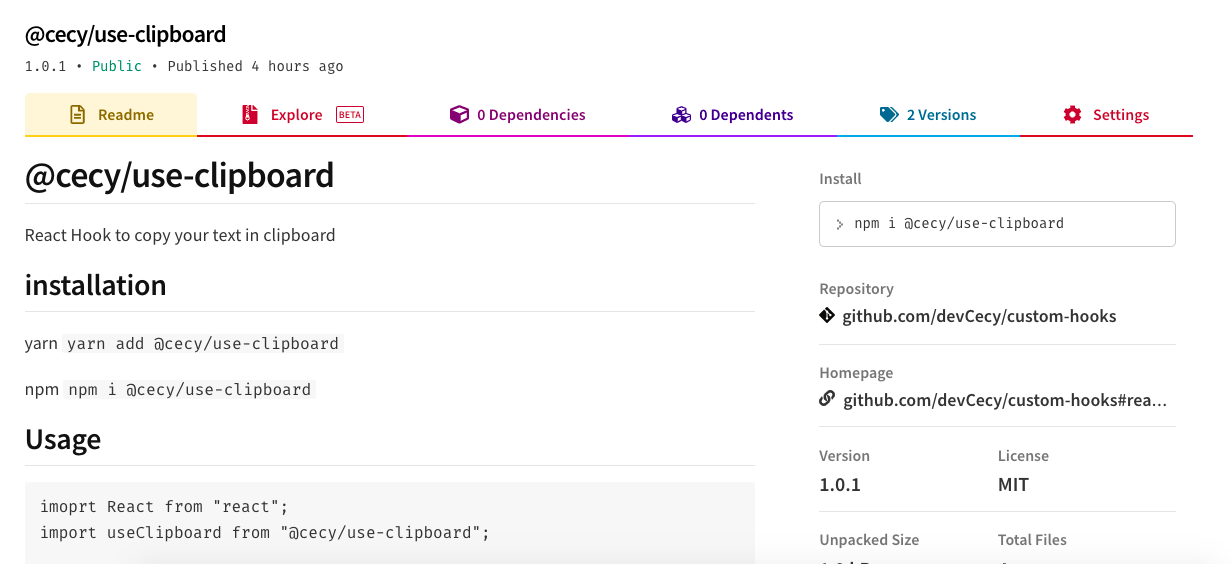 @cecy/use-clipboard
1.0.1 • Public • Published 4 hours ago
Readme Explore BETA 0 Dependencies 0 Dependents 2 Versions Settings
@cecy/use-clipboard
React Hook to copy your text in clipboard
installation
yarn yarn add @cecy/use-clipboard
npm npm i @cecy/use-clipboard
Usage
imoprt React from "react";
import useClipboard from "@cecy/use-clipboard";
Install
> npm i @cecy/use-clipboard
Repository
github.com/devCecy/custom-hooks
Homepage
github.com/devCecy/custom-hooks#rea...
Version License
1.0.1 MIT
Unpacked Size Total Files